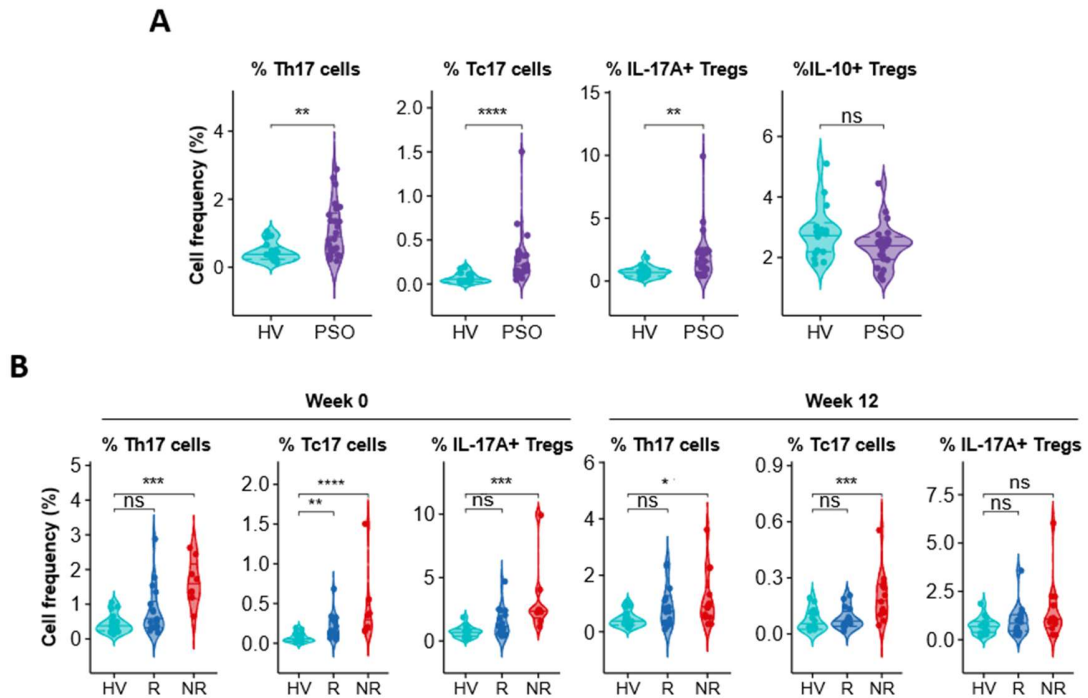 A
% Th17 cells
% Tc17 cells
% IL-17A+ Tregs
%IL-10+ Tregs
Cell frequency (%)
4
2
0
**
HV
PSO
2.0
1.5
1.0
0.5
0.0
****
HV
PSO
15
10
5
0
**
HV
PSO
6
4
2
ns
HV
PSO
B
Week 0
Week 12
% Th17 cells
% Tc17 cells
% IL-17A+ Tregs
% Th17 cells
% Tc17 cells
% IL-17A+ Tregs
Cell frequency (%)
5
4
3
2
1
0
***
ns
HV
R
NR
2.0
1.5
1.0
0.5
0.0
****
**
HV
R
NR
10
5
0
***
ns
HV
R
NR
6
4
2
0
*
ns
HV
R
NR
0.9
0.6
0.3
0.0
***
ns
HV
R
NR
7.5
5.0
2.5
0.0
ns
ns
HV
R
NR